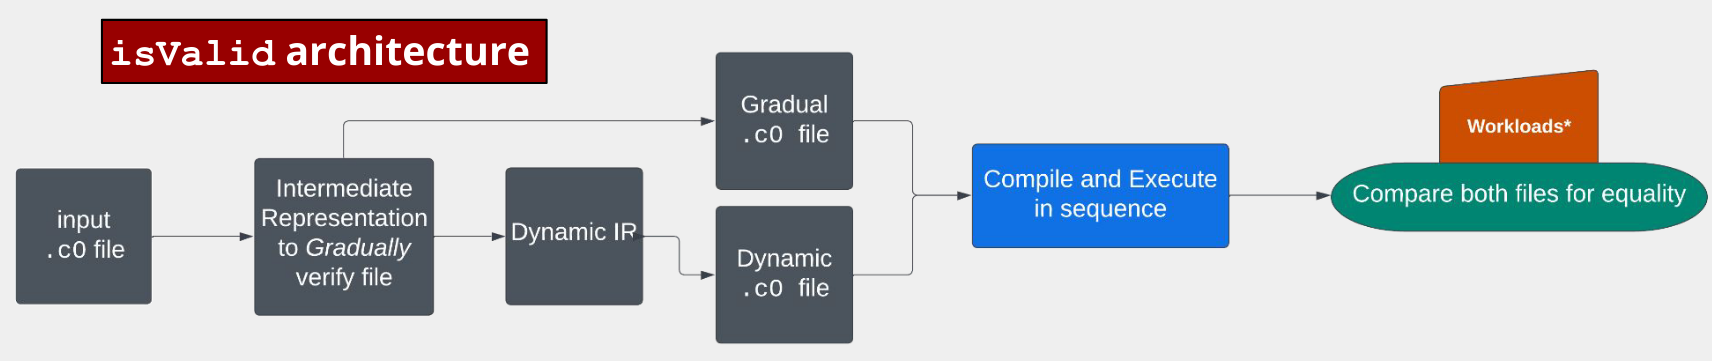 isValid architecture
input
.c0 file
Intermediate
Representation
to Gradually
verify file
Dynamic IR
Gradual
.c0 file
Dynamic
.c0 file
Compile and Execute
in sequence
Workloads*
Compare both files for equality